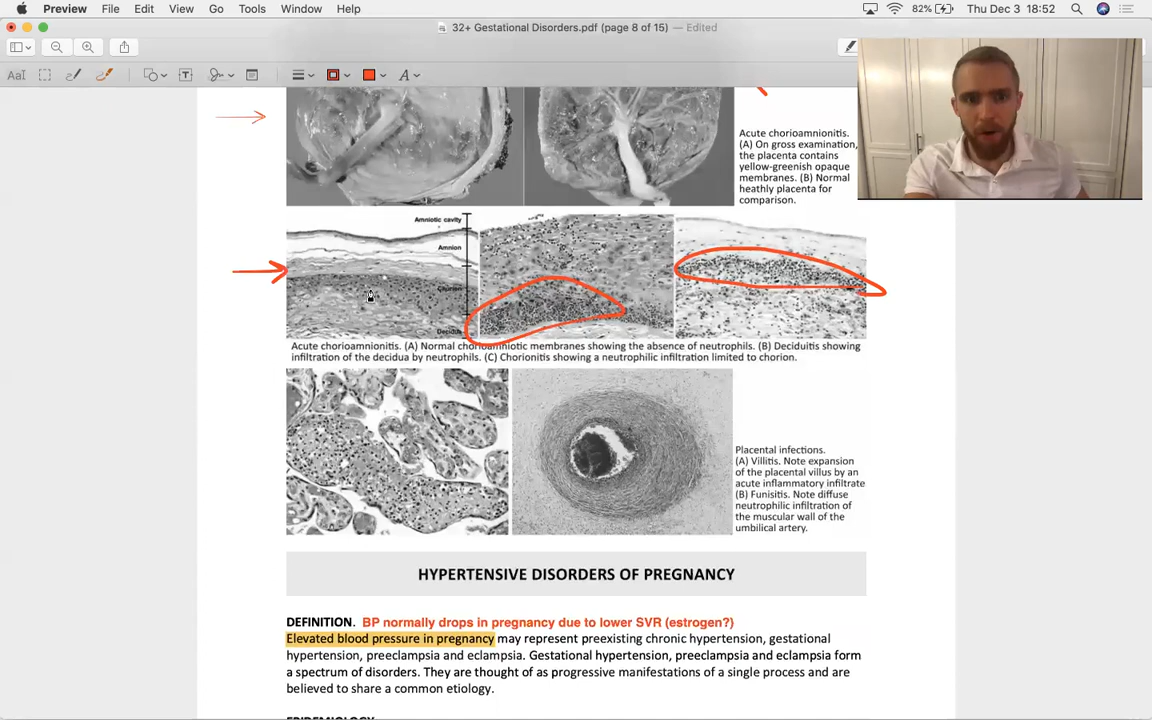 Preview File Edit View Go Tools Window Help 82% Thu Dec 3 18:52
32+ Gestational Disorders.pdf (page 8 of 15) — Edited
AaI T A
Acute chorioamnionitis.
(A) On gross examination,
the placenta contains
yellow-greenish opaque
membranes. (B) Normal
heathly placenta for
comparison.
Amniotic cavity
Amnion
Chorion
Decidua
Acute chorioamnionitis. (A) Normal chorioamniotic membranes showing the absence of neutrophils. (B) Deciduitis showing
infiltration of the decidua by neutrophils. (C) Chorionitis showing a neutrophilic infiltration limited to chorion.
Placental infections.
(A) Villitis. Note expansion
of the placental villus by an
acute inflammatory infiltrate
(B) Funisitis. Note diffuse
neutrophilic infiltration of
the muscular wall of the
umbilical artery.
HYPERTENSIVE DISORDERS OF PREGNANCY
DEFINITION. BP normally drops in pregnancy due to lower SVR (estrogen?)
Elevated blood pressure in pregnancy may represent preexisting chronic hypertension, gestational
hypertension, preeclampsia and eclampsia. Gestational hypertension, preeclampsia and eclampsia form
a spectrum of disorders. They are thought of as progressive manifestations of a single process and are
believed to share a common etiology.
EPIDEMIOLOGY